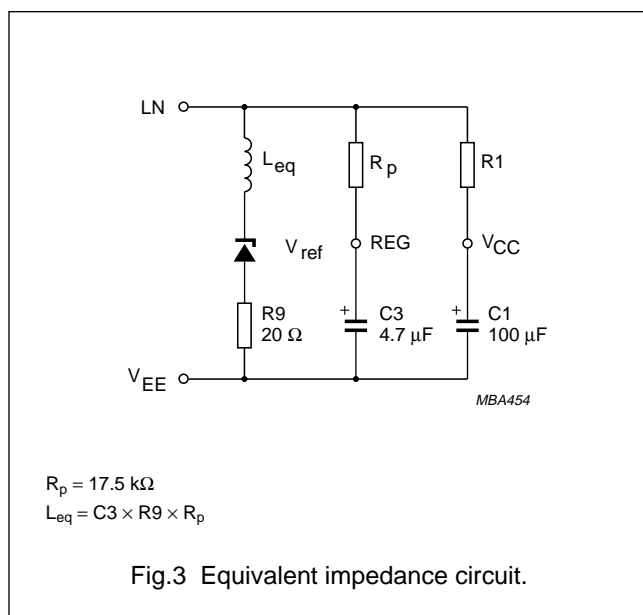 LN
L_eq
R_p
R1
V_ref
REG
V_CC
R9
20 Ω
+
C3
4.7 μF
+
C1
100 μF
V_EE
MBA454
R_p = 17.5 kΩ
L_eq = C3 × R9 × R_p
Fig.3 Equivalent impedance circuit.